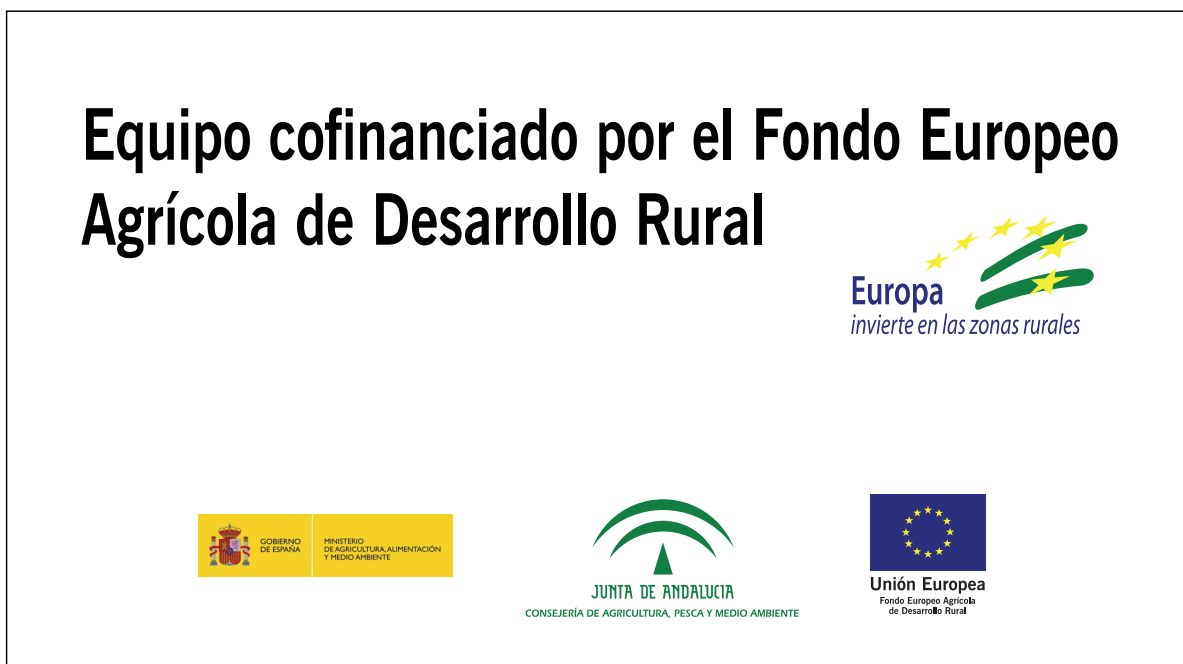 Equipo cofinanciado por el Fondo Europeo
Agrícola de Desarrollo Rural
Europa
invierte en las zonas rurales
GOBIERNO
DE ESPAÑA
MINISTERIO
DE AGRICULTURA, ALIMENTACIÓN
Y MEDIO AMBIENTE
JUNTA DE ANDALUCIA
CONSEJERÍA DE AGRICULTURA, PESCA Y MEDIO AMBIENTE
Unión Europea
Fondo Europeo Agrícola
de Desarrollo Rural